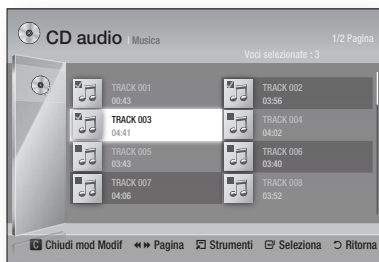 CD audio | Musica
1/2 Pagina
Voci selezionate : 3
TRACK 001
00:43
TRACK 002
03:56
TRACK 003
04:41
TRACK 004
04:02
TRACK 005
03:43
TRACK 006
03:40
TRACK 007
04:06
TRACK 008
03:52
C Chiudi mod Modif Pagina Strumenti Seleziona Ritorna